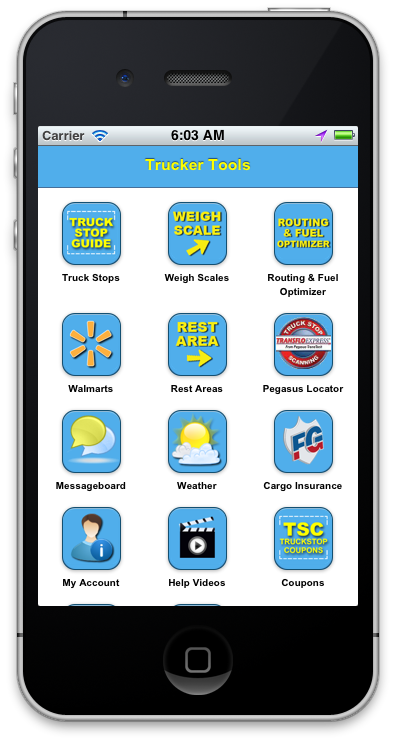 Carrier 6:03 AM
Trucker Tools
TRUCK
STOP
GUIDE
WEIGH
SCALE
ROUTING
& FUEL
OPTIMIZER
Truck Stops Weigh Scales Routing & Fuel
Optimizer
REST
AREA
TRUCK STOP
TRANSFLO EXPRESS
From Pegasus TransTech
SCANNING
Walmarts Rest Areas Pegasus Locator
FG
Messageboard Weather Cargo Insurance
i
TSC
TRUCKSTOP
COUPONS
My Account Help Videos Coupons